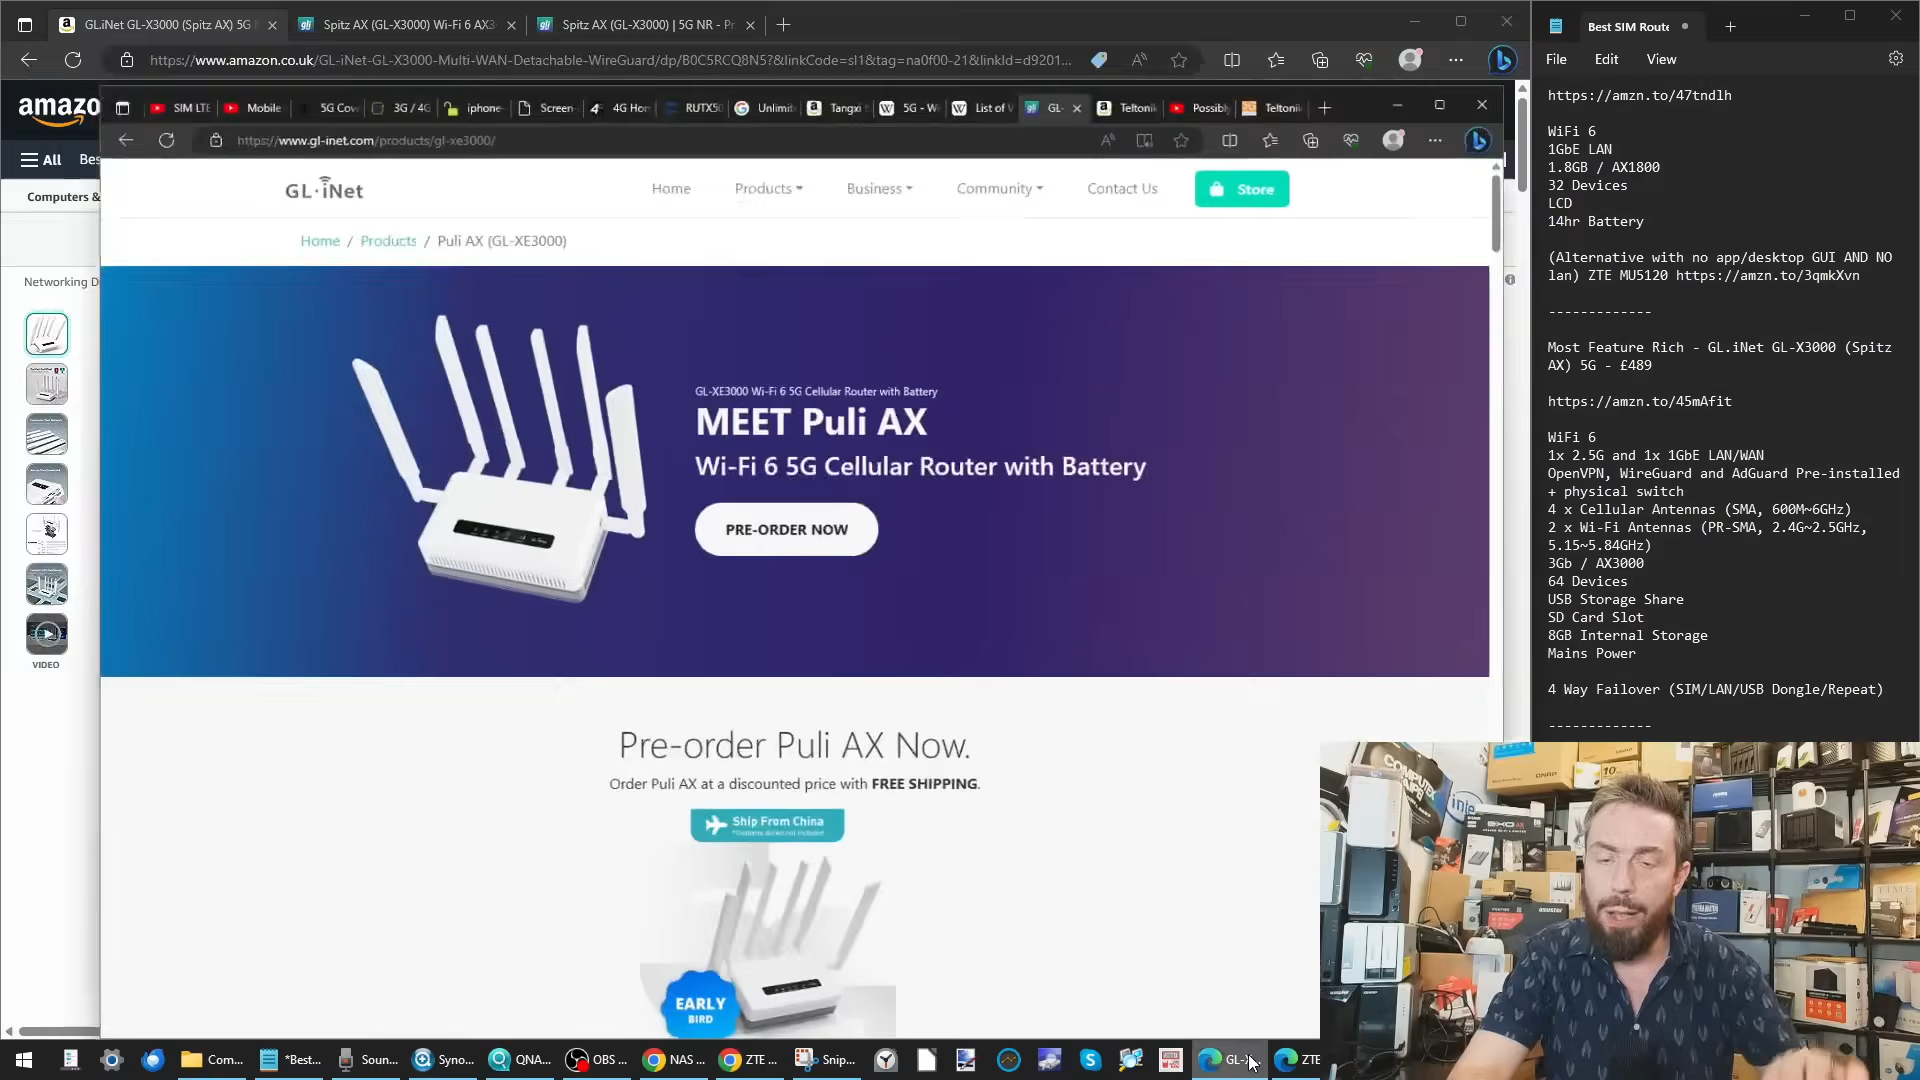 GL.iNet GL-X3000 (Spitz AX) 5G
Spitz AX (GL-X3000) Wi-Fi 6 AX3
Spitz AX (GL-X3000) | 5G NR - Pr
https://www.amazon.co.uk/GL-iNet-GL-X3000-Multi-WAN-Detachable-WireGuard/dp/B0C5RCQ8N5?&linkCode=sl1&tag=na0f00-21&linkId=d9201...
amazo
All Bes
Computers &
Networking D
VIDEO
SIM LTE
Mobile
5G Cov
3G / 4G
iphone
Screen-
4G Hor
RUTX50
Unlimit
Tangxi
5G - W
List of V
GL-
Teltonik
Possibly
Teltonik
https://www.gl-inet.com/products/gl-xe3000/
GL·iNet
Home
Products
Business
Community
Contact Us
Store
Home / Products / Puli AX (GL-XE3000)
GL-XE3000 Wi-Fi 6 5G Cellular Router with Battery
MEET Puli AX
Wi-Fi 6 5G Cellular Router with Battery
PRE-ORDER NOW
Pre-order Puli AX Now.
Order Puli AX at a discounted price with FREE SHIPPING.
Ship From China
EARLY
BIRD
Best SIM Route
File Edit View
https://amzn.to/47tndlh
WiFi 6
1GbE LAN
1.8GB / AX1800
32 Devices
LCD
14hr Battery
(Alternative with no app/desktop GUI AND NO
lan) ZTE MU5120 https://amzn.to/3qmkXvn
-------------
Most Feature Rich - GL.iNet GL-X3000 (Spitz
AX) 5G - £489
https://amzn.to/45mAfit
WiFi 6
1x 2.5G and 1x 1GbE LAN/WAN
OpenVPN, WireGuard and AdGuard Pre-installed
+ physical switch
4 x Cellular Antennas (SMA, 600M~6GHz)
2 x Wi-Fi Antennas (PR-SMA, 2.4G~2.5GHz,
5.15~5.84GHz)
3Gb / AX3000
64 Devices
USB Storage Share
SD Card Slot
8GB Internal Storage
Mains Power
4 Way Failover (SIM/LAN/USB Dongle/Repeat)
-------------
COMPUTEX
QNAP
10
Com...
*Best...
Soun...
Syno...
QNA...
OBS ...
NAS ...
ZTE ...
Snip...
GL-X...
ZTE